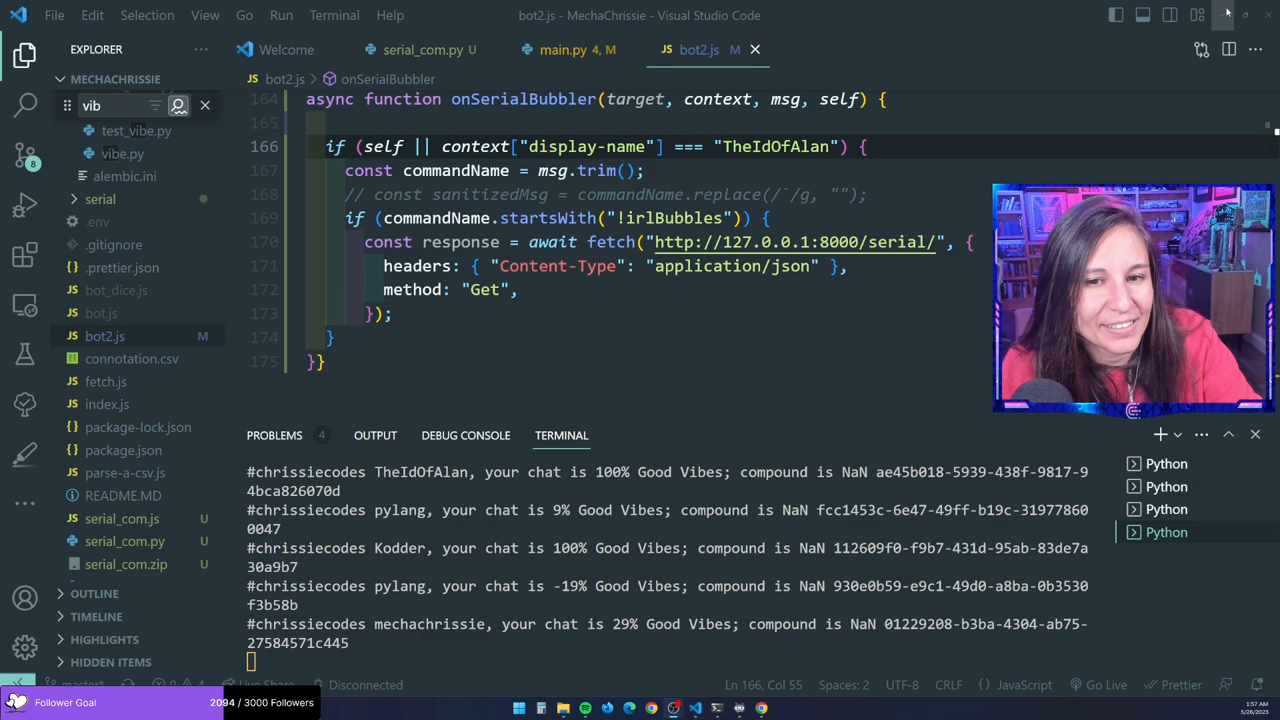 File Edit Selection View Go Run Terminal Help
bot2.js - MechaChrissie - Visual Studio Code
EXPLORER
MECHACHRISSIE
vib
test_vibe.py
vibe.py
alembic.ini
serial
.env
.gitignore
.prettier.json
bot_dice.js
bot.js
bot2.js M
connotation.csv
fetch.js
index.js
package-lock.json
package.json
parse-a-csv.js
README.MD
serial_com.js U
serial_com.py U
serial_com.zip U
OUTLINE
TIMELINE
HIGHLIGHTS
HIDDEN ITEMS
8
Welcome
serial_com.py U
main.py 4, M
bot2.js M
bot2.js > onSerialBubbler
164 async function onSerialBubbler(target, context, msg, self) {
165
166 if (self || context["display-name"] === "TheIdOfAlan") {
167 const commandName = msg.trim();
168 // const sanitizedMsg = commandName.replace(/`/g, "");
169 if (commandName.startsWith("!irlBubbles")) {
170 const response = await fetch("http://127.0.0.1:8000/serial/", {
171 headers: { "Content-Type": "application/json" },
172 method: "Get",
173 });
174 }
175 }}
PROBLEMS 4 OUTPUT DEBUG CONSOLE TERMINAL
#chrissiecodes TheIdOfAlan, your chat is 100% Good Vibes; compound is NaN ae45b018-5939-438f-9817-9
4bca826070d
#chrissiecodes pylang, your chat is 9% Good Vibes; compound is NaN fcc1453c-6e47-49ff-b19c-31977860
0047
#chrissiecodes Kodder, your chat is 100% Good Vibes; compound is NaN 112609f0-f9b7-431d-95ab-83de7a
30a9b7
#chrissiecodes pylang, your chat is -19% Good Vibes; compound is NaN 930e0b59-e9c1-49d0-a8ba-0b3530
f3b58b
#chrissiecodes mechachrissie, your chat is 29% Good Vibes; compound is NaN 01229208-b3ba-4304-ab75-
27584571c445
Python
Python
Python
Python
Disconnected
Ln 166, Col 55 Spaces: 2 UTF-8 CRLF {} JavaScript Go Live Prettier
Follower Goal 2094 / 3000 Followers
1:57 AM
5/28/2023